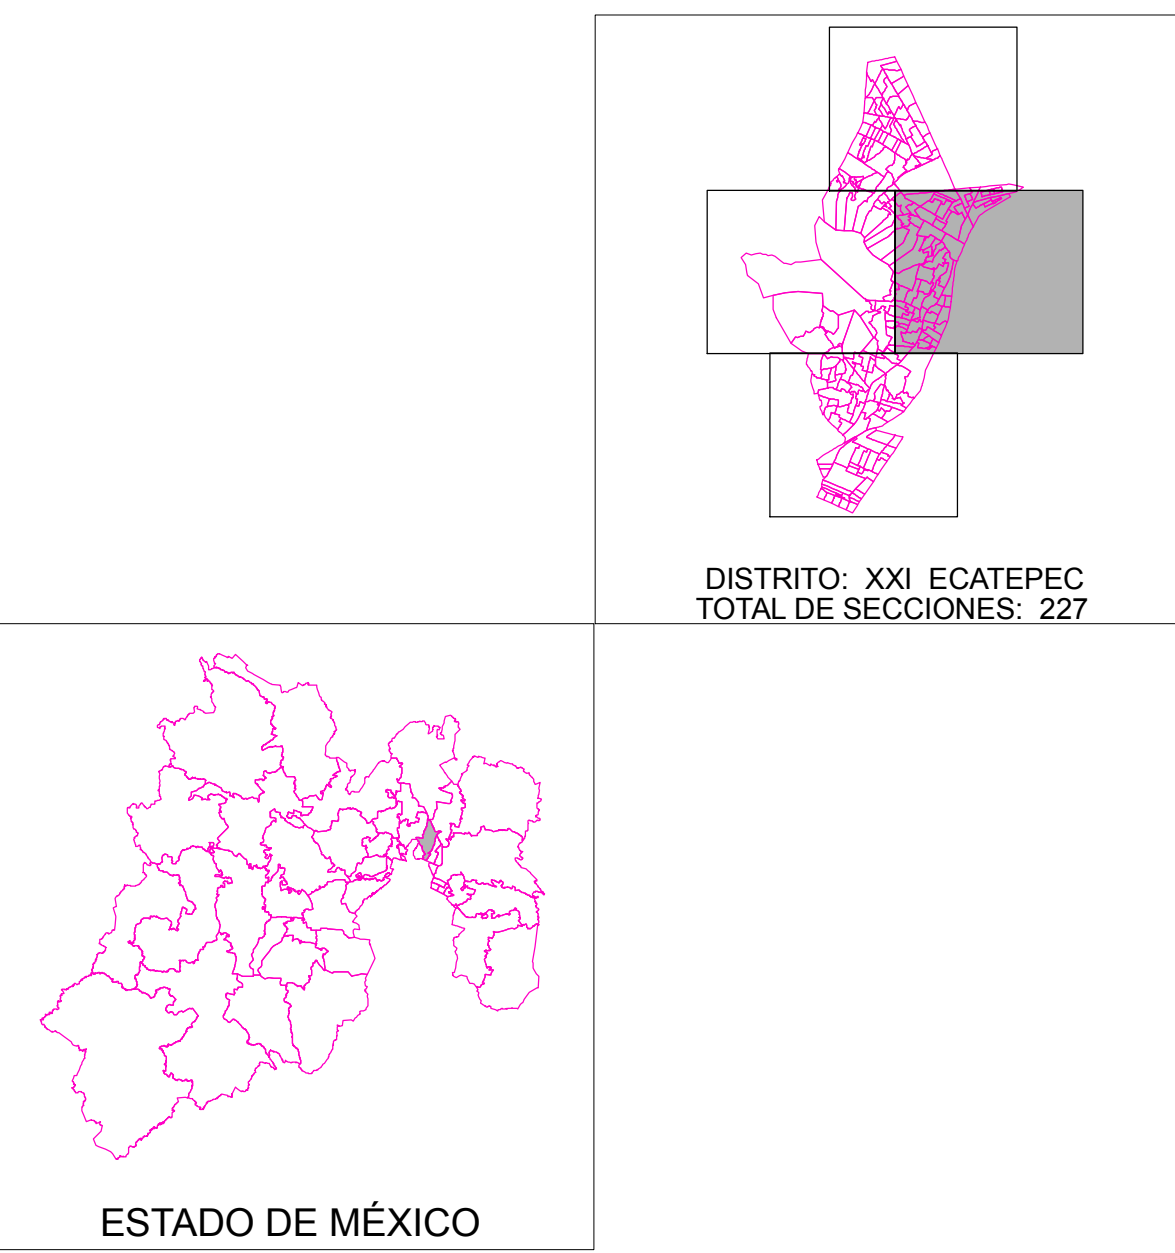 DISTRITO: XXI ECATEPEC
TOTAL DE SECCIONES: 227
ESTADO DE MÉXICO